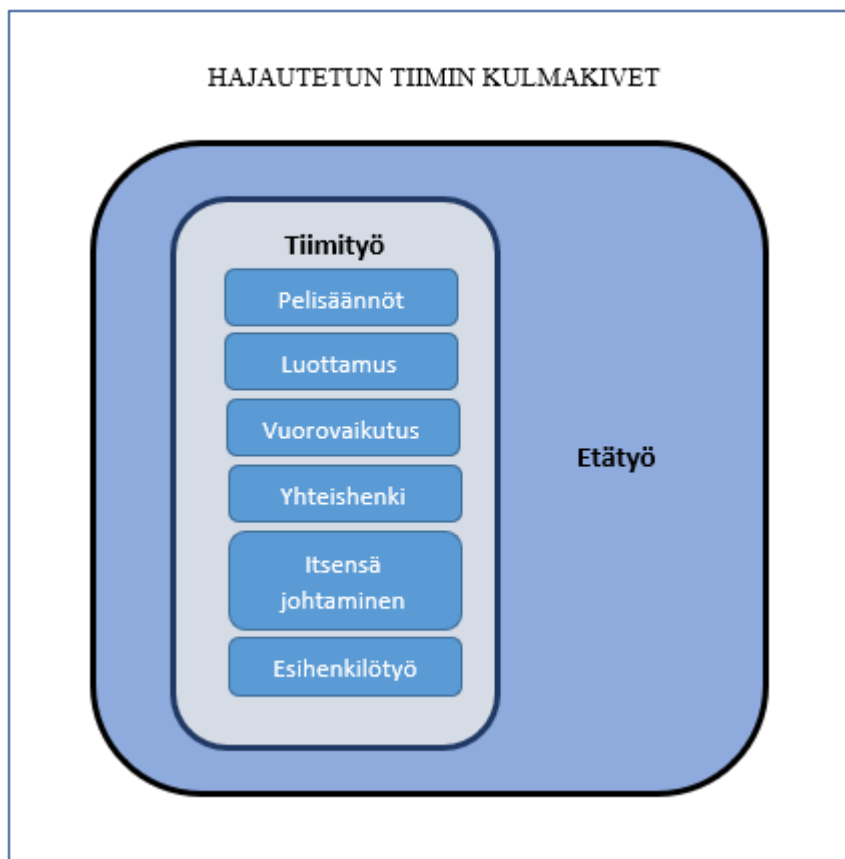 HAJAUTETUN TIIMIN KULMAKIVET
Tiimityö
Pelisäännöt
Luottamus
Vuorovaikutus
Yhteishenki
Itsensä
johtaminen
Esihenkilötyö
Etätyö